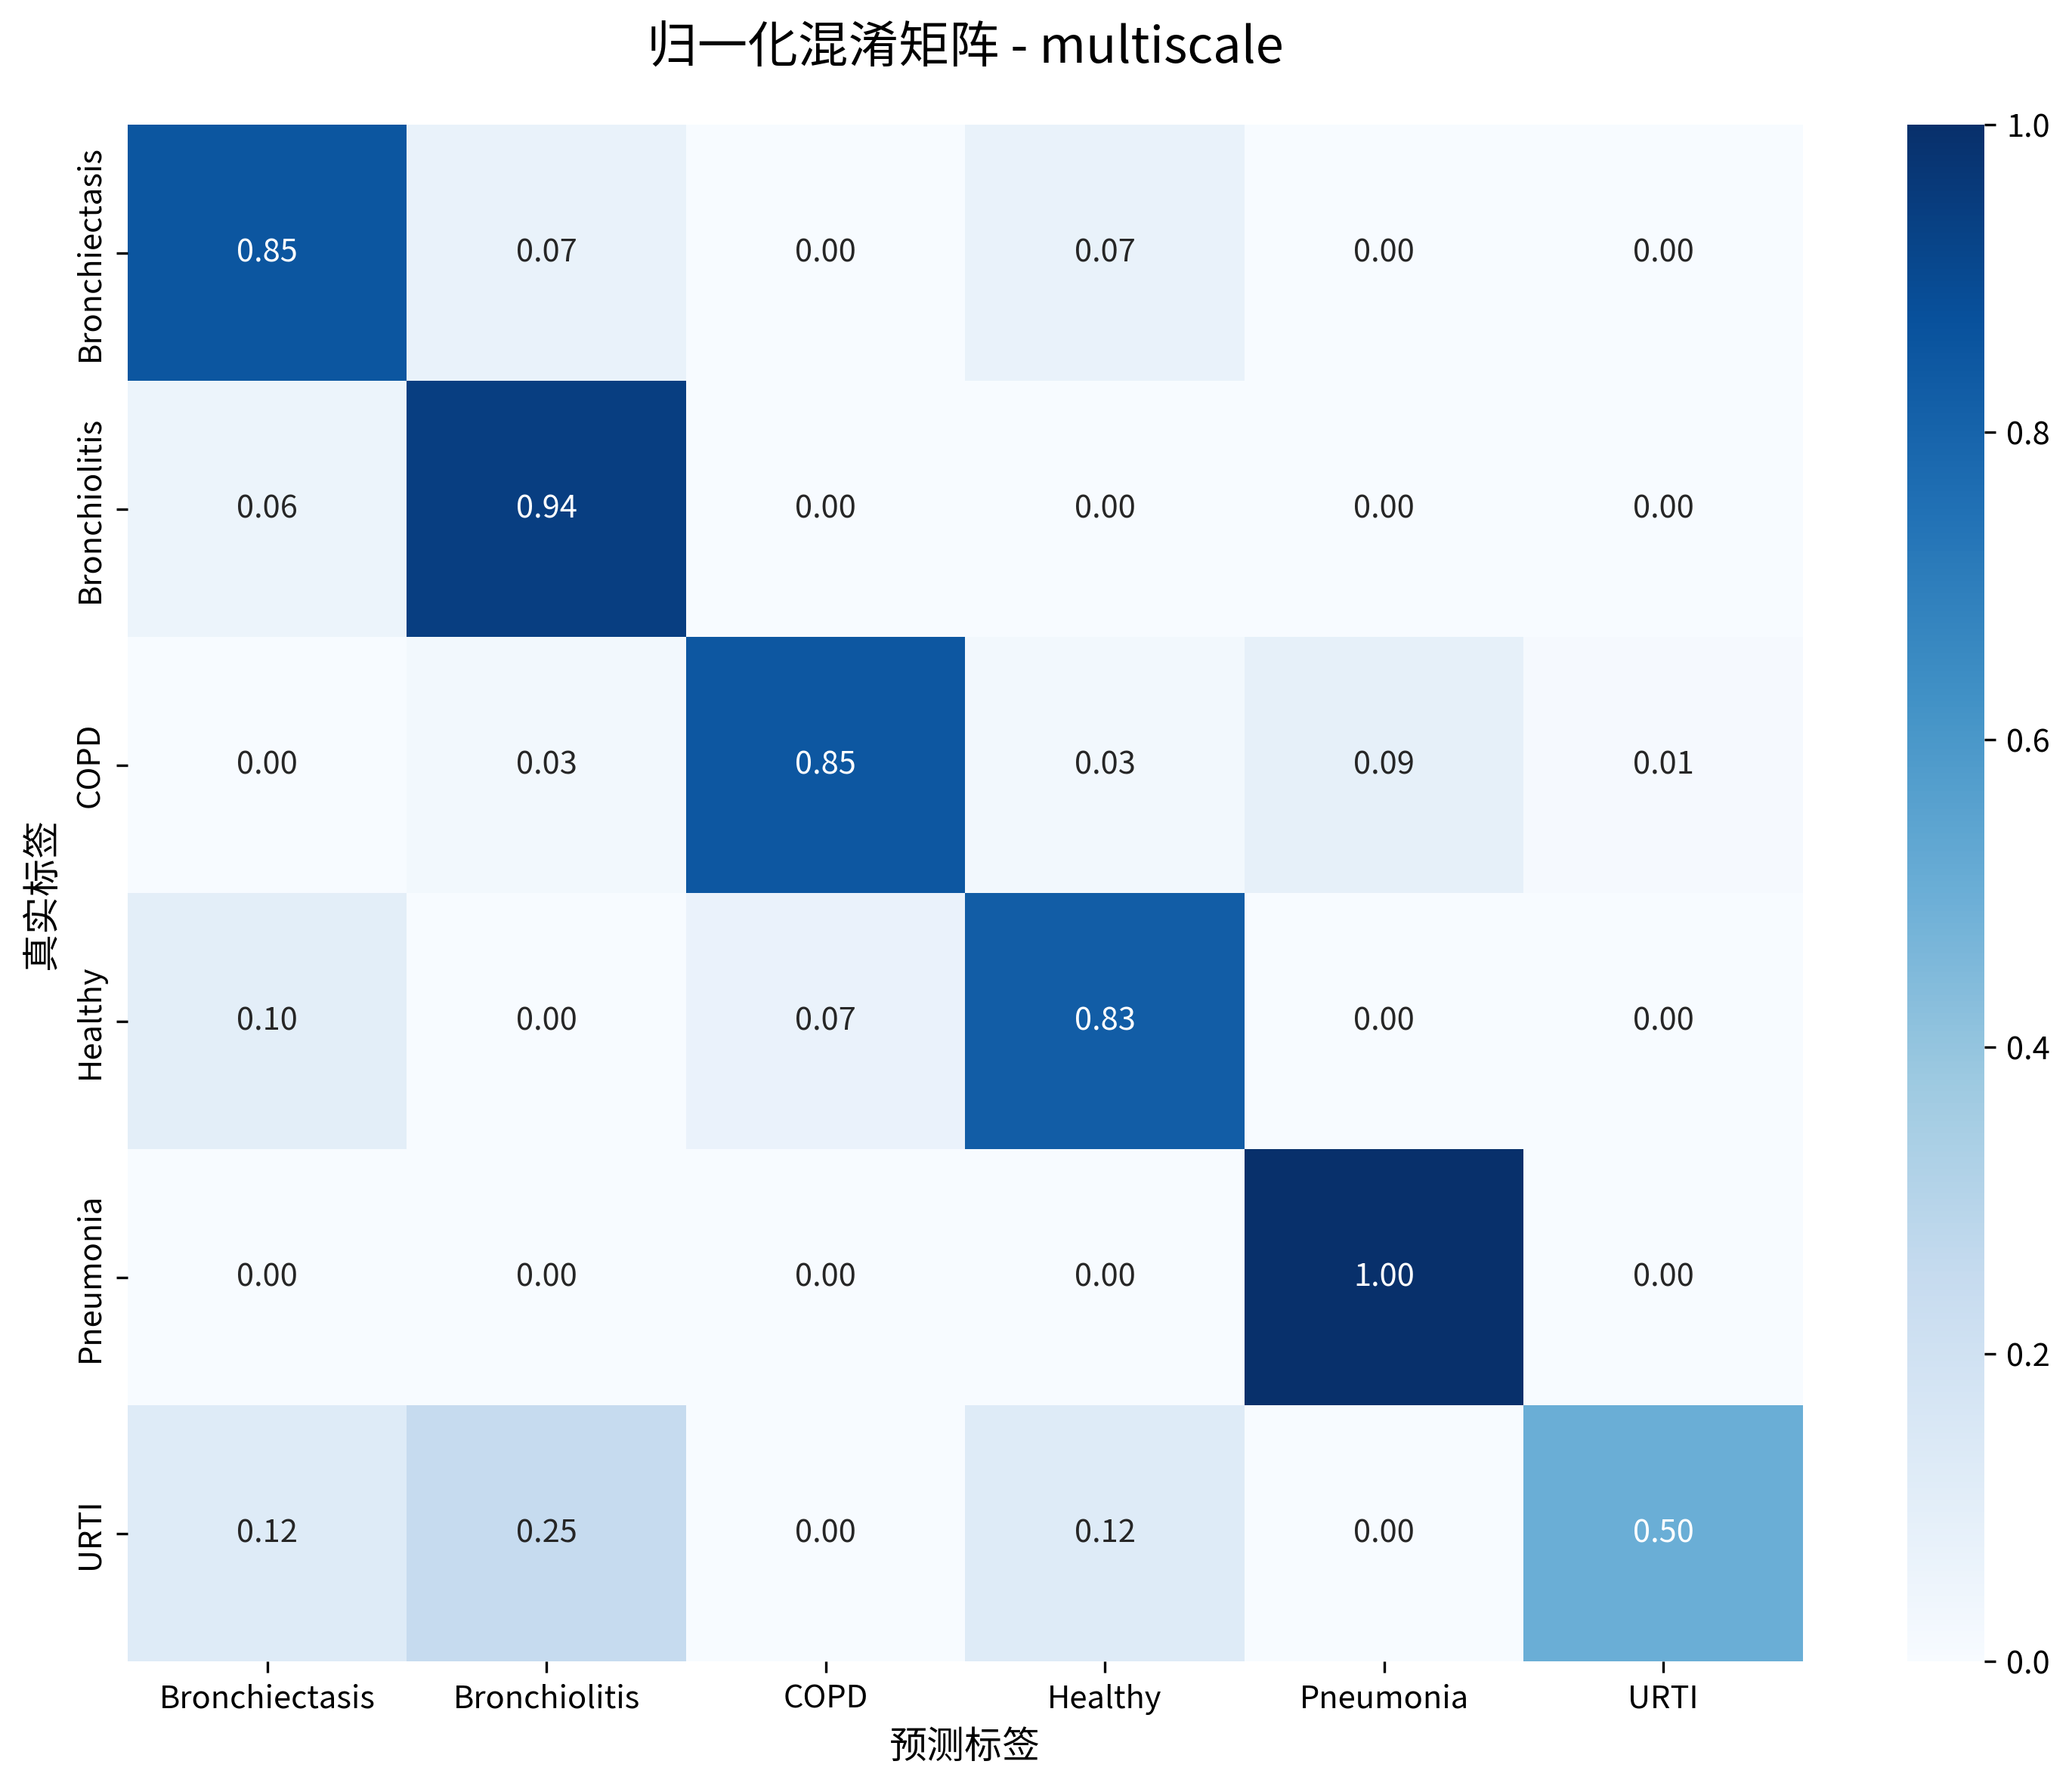 归一化混淆矩阵 - multiscale
真实标签
Bronchiectasis 0.85 0.07 0.00 0.07 0.00 0.00
Bronchiolitis 0.06 0.94 0.00 0.00 0.00 0.00
COPD 0.00 0.03 0.85 0.03 0.09 0.01
Healthy 0.10 0.00 0.07 0.83 0.00 0.00
Pneumonia 0.00 0.00 0.00 0.00 1.00 0.00
URTI 0.12 0.25 0.00 0.12 0.00 0.50
Bronchiectasis Bronchiolitis COPD Healthy Pneumonia URTI
预测标签
1.0
0.8
0.6
0.4
0.2
0.0